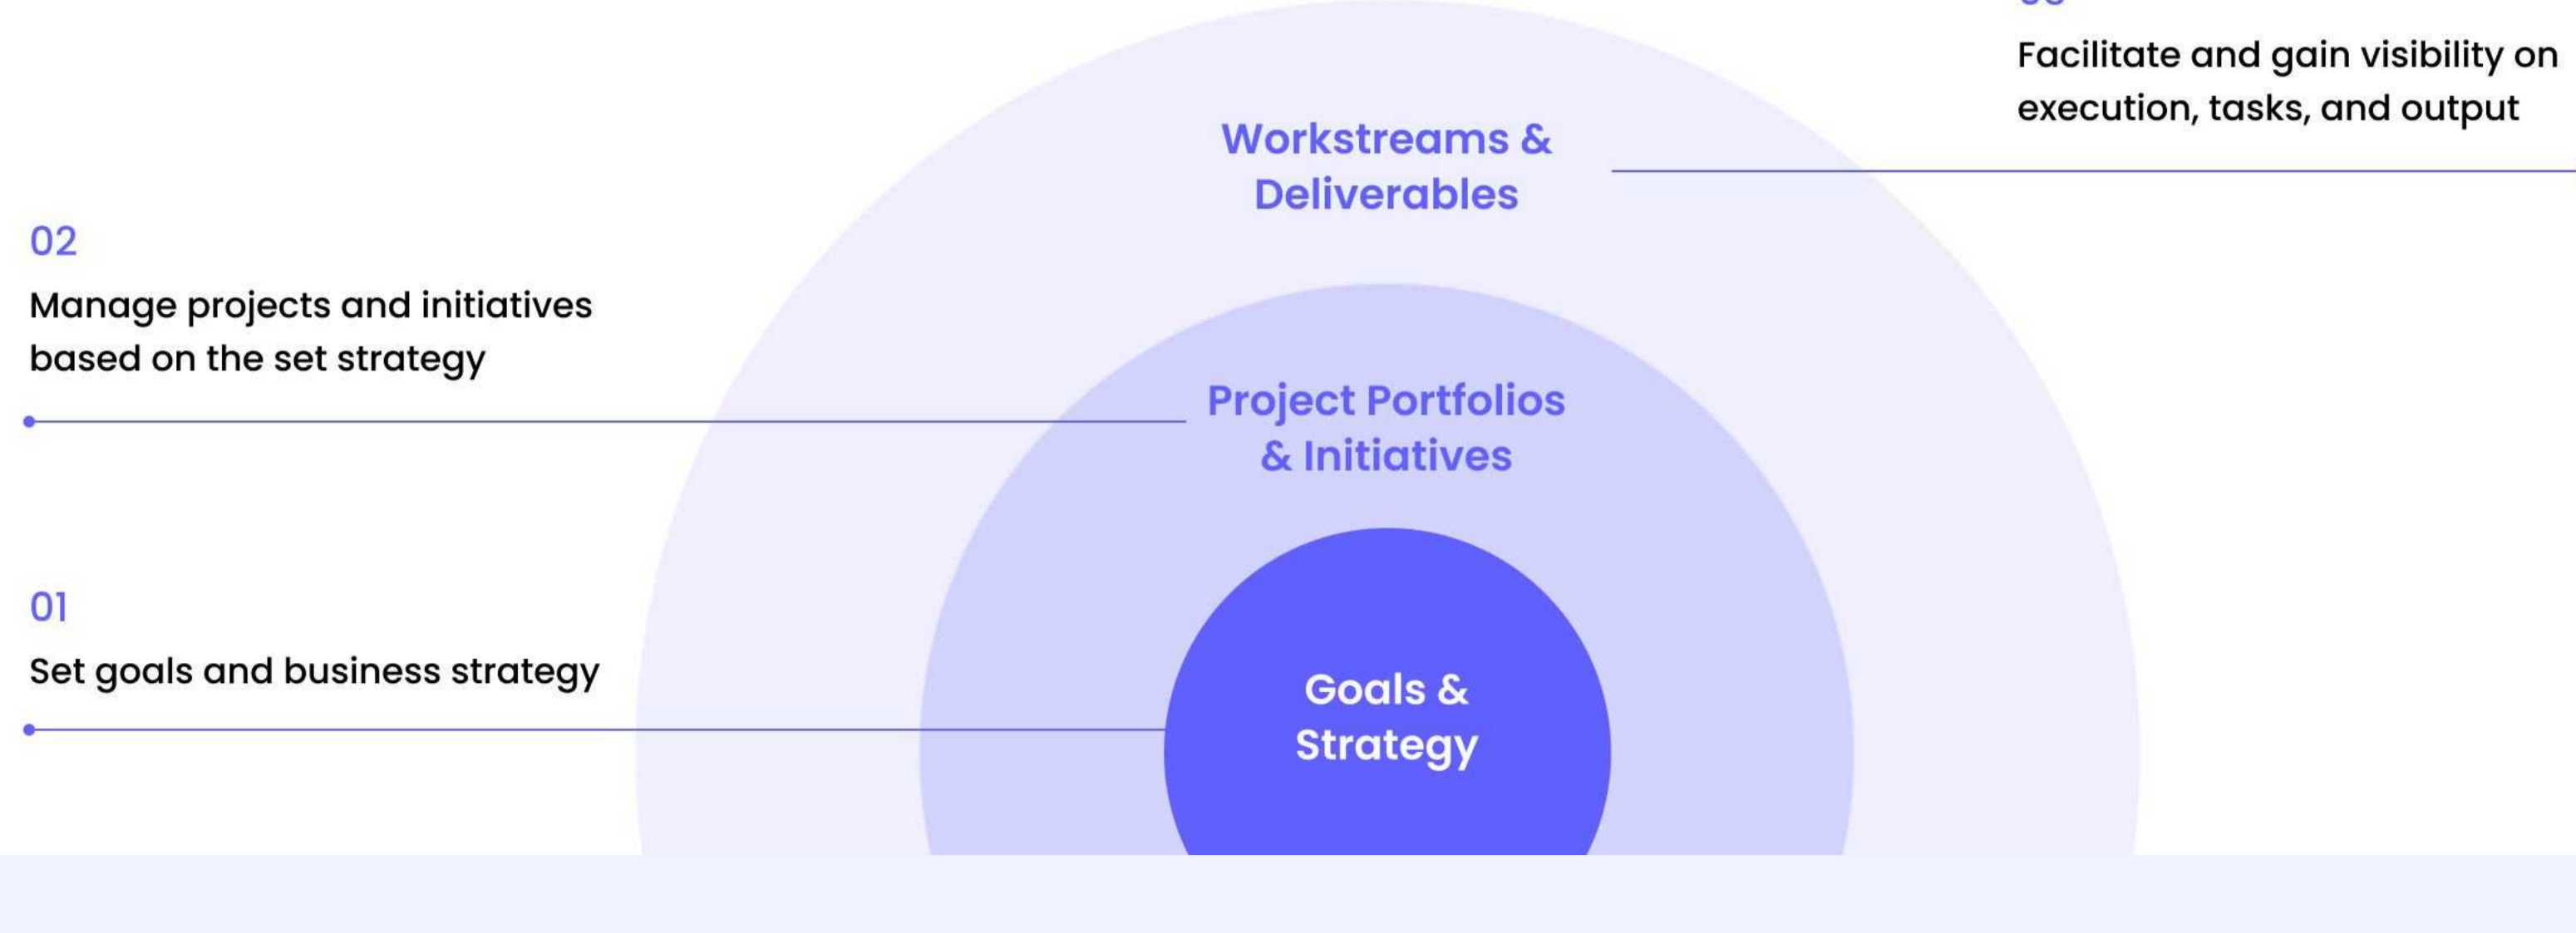 Facilitate and gain visibility on
execution, tasks, and output
Workstreams &
Deliverables
02
Manage projects and initiatives
based on the set strategy
Project Portfolios
& Initiatives
01
Set goals and business strategy
Goals &
Strategy